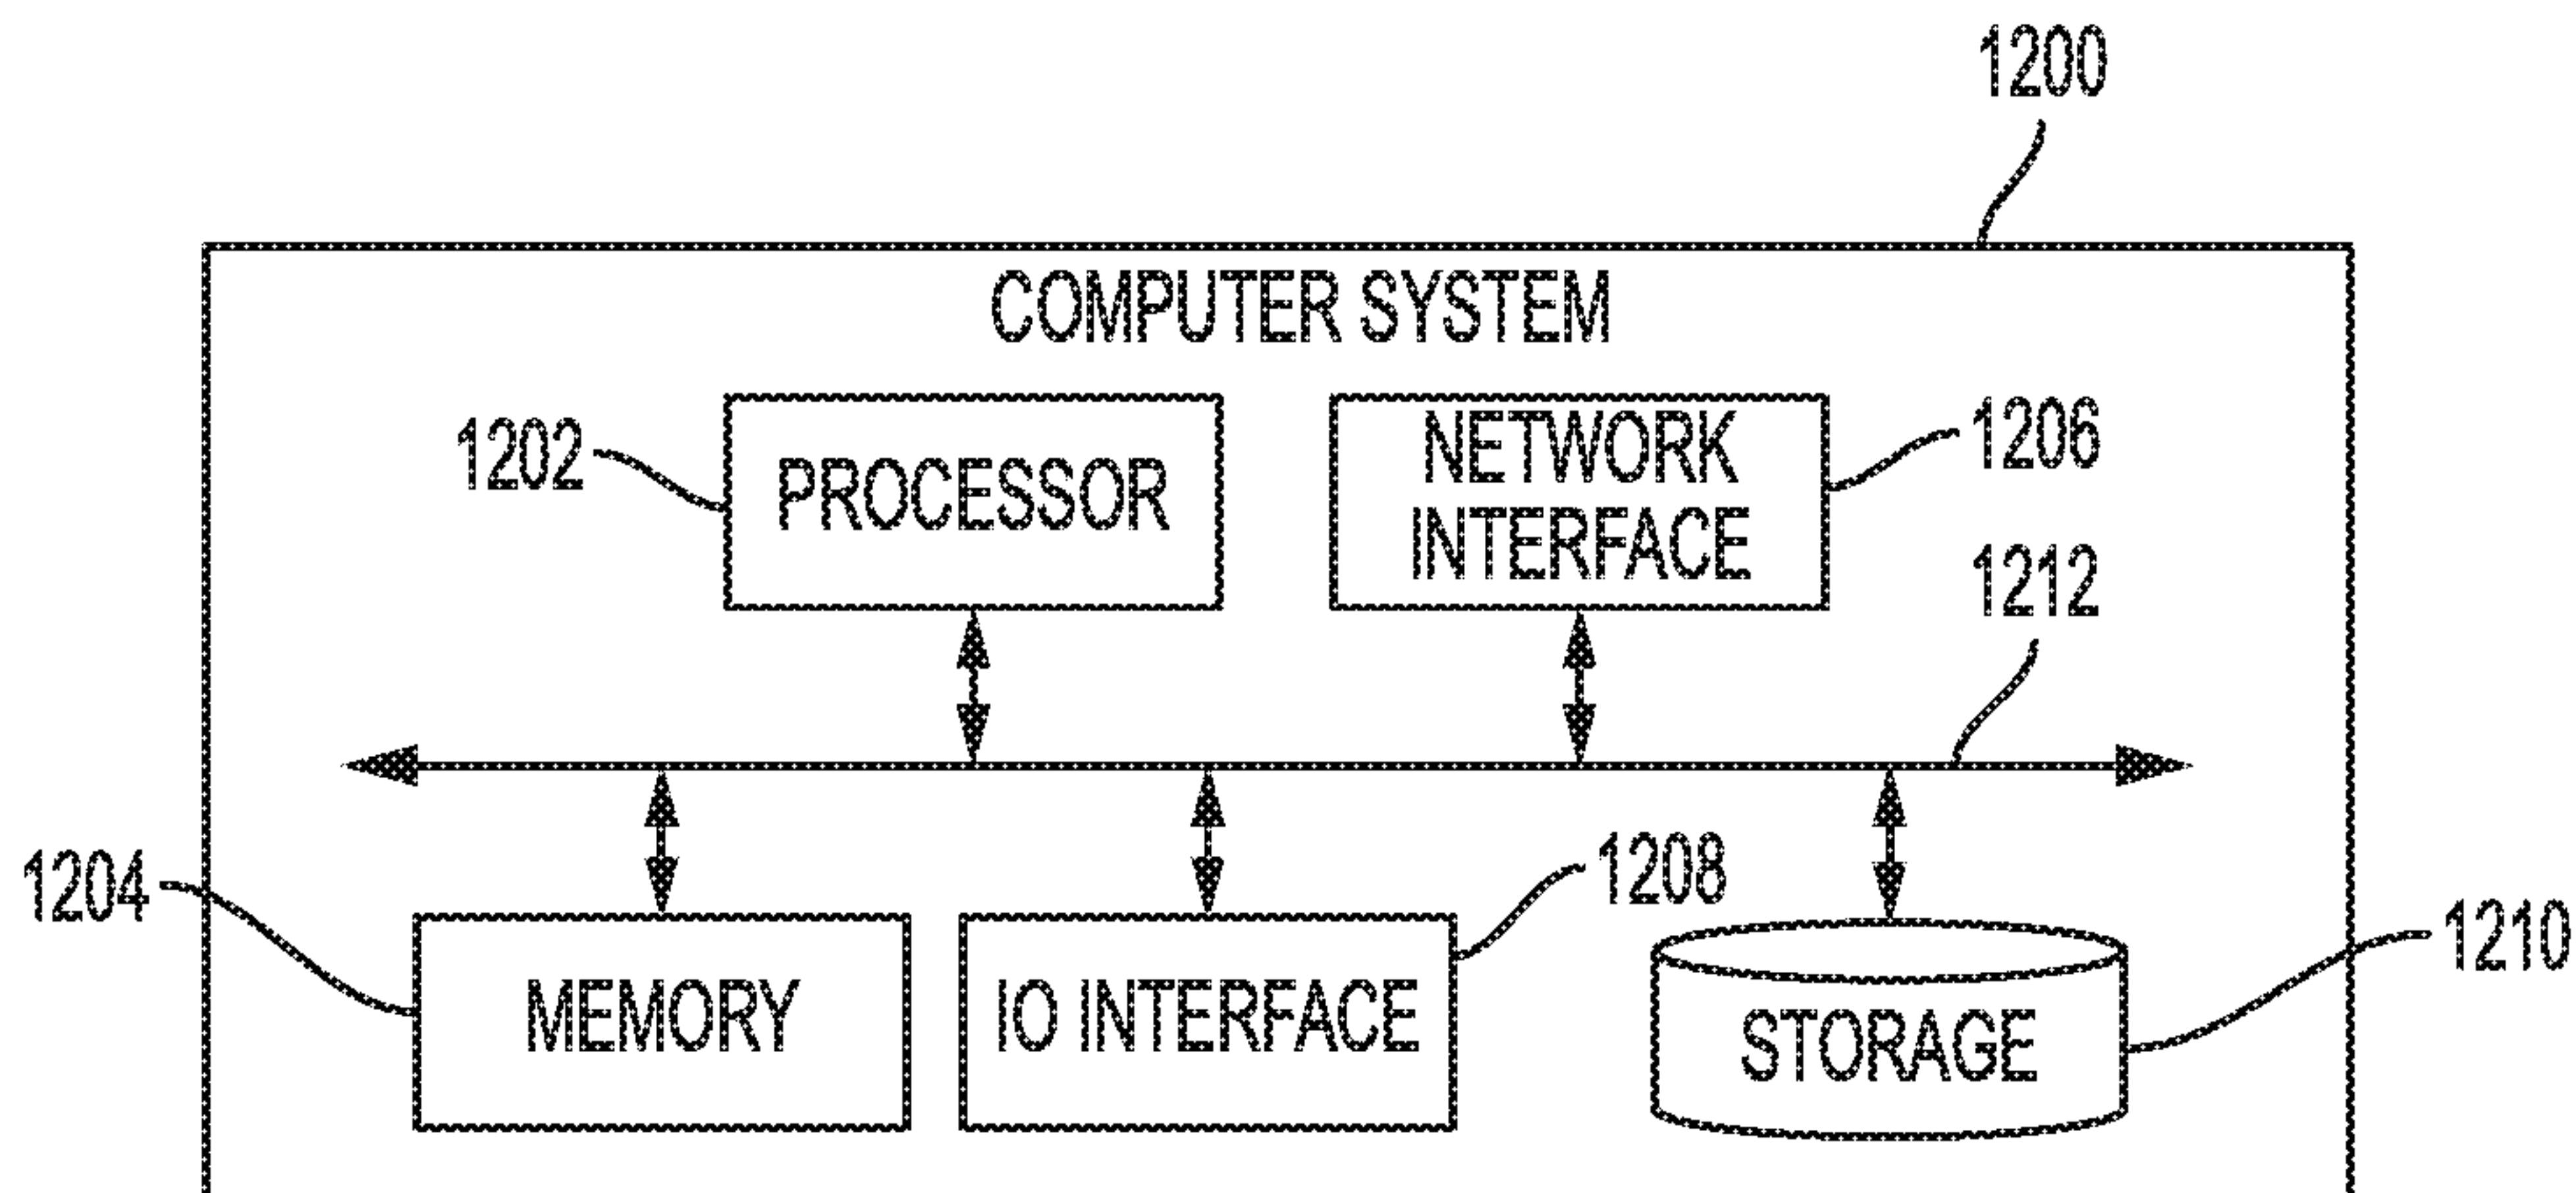 1200
COMPUTER SYSTEM
1202
PROCESSOR
NETWORK
INTERFACE
1206
1212
1204
MEMORY
IO INTERFACE
1208
STORAGE
1210